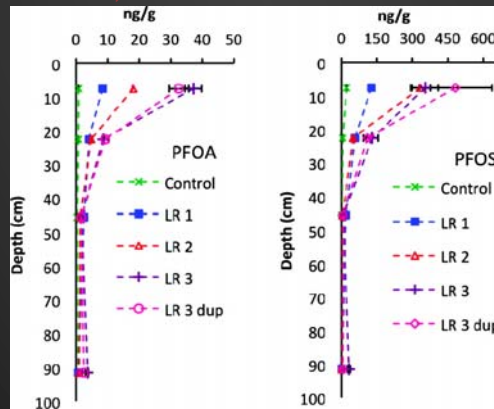 ng/g
0 10 20 30 40 50
0
10
20
30
40
50
60
70
80
90
100
Depth (cm)
PFOA
Control
LR 1
LR 2
LR 3
LR 3 dup
ng/g
0 150 300 450 600
0
10
20
30
40
50
60
70
80
90
100
Depth (cm)
PFOS
Control
LR 1
LR 2
LR 3
LR 3 dup